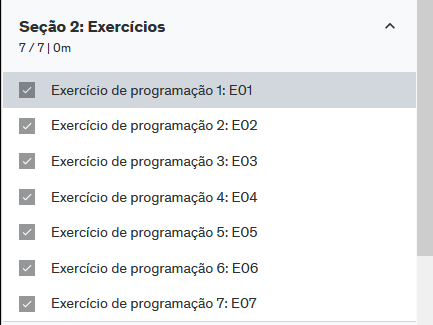 Seção 2: Exercícios
7 / 7 | 0m
Exercício de programação 1: E01
Exercício de programação 2: E02
Exercício de programação 3: E03
Exercício de programação 4: E04
Exercício de programação 5: E05
Exercício de programação 6: E06
Exercício de programação 7: E07